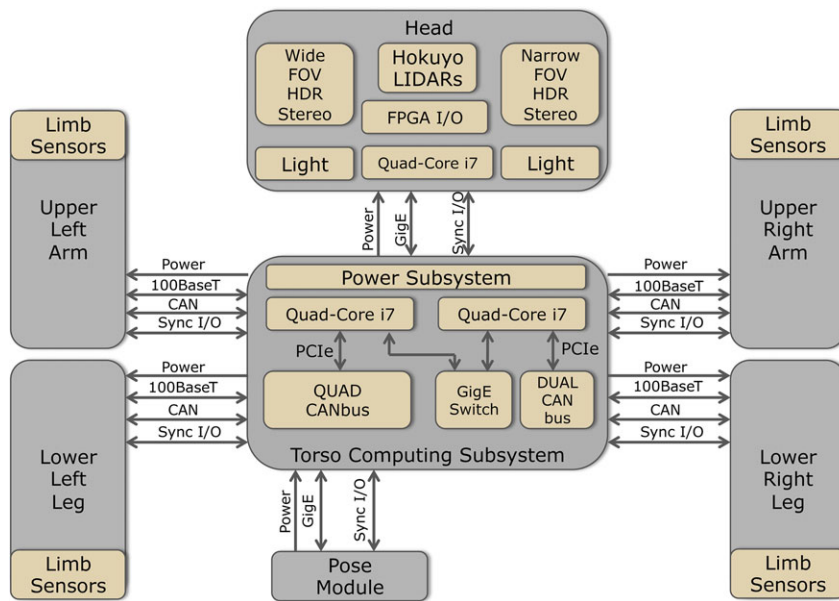 Head
Wide
FOV
HDR
Stereo
Hokuyo
LIDARs
Narrow
FOV
HDR
Stereo
FPGA I/O
Light
Quad-Core i7
Light
Limb
Sensors
Upper
Left
Arm
Limb
Sensors
Upper
Right
Arm
Power
GigE
Sync I/O
Power
100BaseT
CAN
Sync I/O
Power Subsystem
Quad-Core i7
Quad-Core i7
PCIe
PCIe
QUAD
CANbus
GigE
Switch
DUAL
CAN
bus
Torso Computing Subsystem
Power
100BaseT
CAN
Sync I/O
Power
100BaseT
CAN
Sync I/O
Power
100BaseT
CAN
Sync I/O
Lower
Left
Leg
Limb
Sensors
Lower
Right
Leg
Limb
Sensors
Power
GigE
Sync I/O
Pose
Module